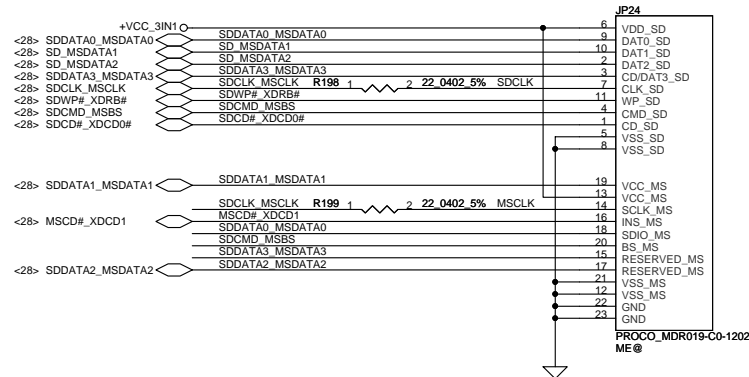 JP24
+VCC_3IN1 6 VDD_SD
<28> SDDATA0_MSDATA0 SDDATA0_MSDATA0 9 DAT0_SD
<28> SD_MSDATA1 SD_MSDATA1 10 DAT1_SD
<28> SD_MSDATA2 SD_MSDATA2 2 DAT2_SD
<28> SDDATA3_MSDATA3 SDDATA3_MSDATA3 3 CD/DAT3_SD
<28> SDCLK_MSCLK SDCLK_MSCLK R198 1 2 22_0402_5% SDCLK 7 CLK_SD
<28> SDWP#_XDRB# SDWP#_XDRB# 11 WP_SD
<28> SDCMD_MSBS SDCMD_MSBS 4 CMD_SD
<28> SDCD#_XDCD0# SDCD#_XDCD0# 1 CD_SD
5 VSS_SD
8 VSS_SD
<28> SDDATA1_MSDATA1 SDDATA1_MSDATA1 19 VCC_MS
13 VCC_MS
SDCLK_MSCLK R199 1 2 22_0402_5% MSCLK 14 SCLK_MS
<28> MSCD#_XDCD1 MSCD#_XDCD1 16 INS_MS
SDDATA0_MSDATA0 18 SDIO_MS
SDCMD_MSBS 20 BS_MS
SDDATA3_MSDATA3 15 RESERVED_MS
<28> SDDATA2_MSDATA2 SDDATA2_MSDATA2 17 RESERVED_MS
21 VSS_MS
12 VSS_MS
22 GND
23 GND
PROCO_MDR019-C0-1202
ME@